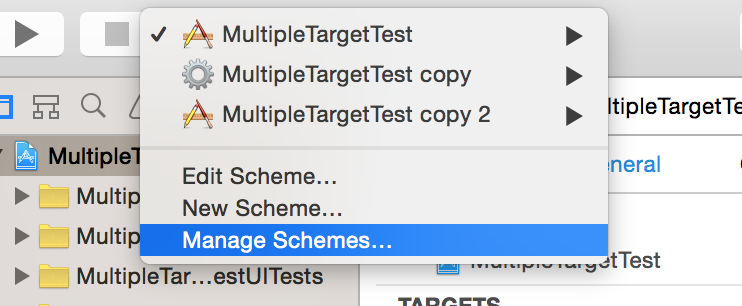 MultipleTargetTest
MultipleTargetTest copy
MultipleTargetTest copy 2
Edit Scheme...
New Scheme...
Manage Schemes...
MultipleT
Multip
Multip
MultipleTar...estUITests
ltipleTargetTe
eneral
MultipleTargetTest
TARGETS